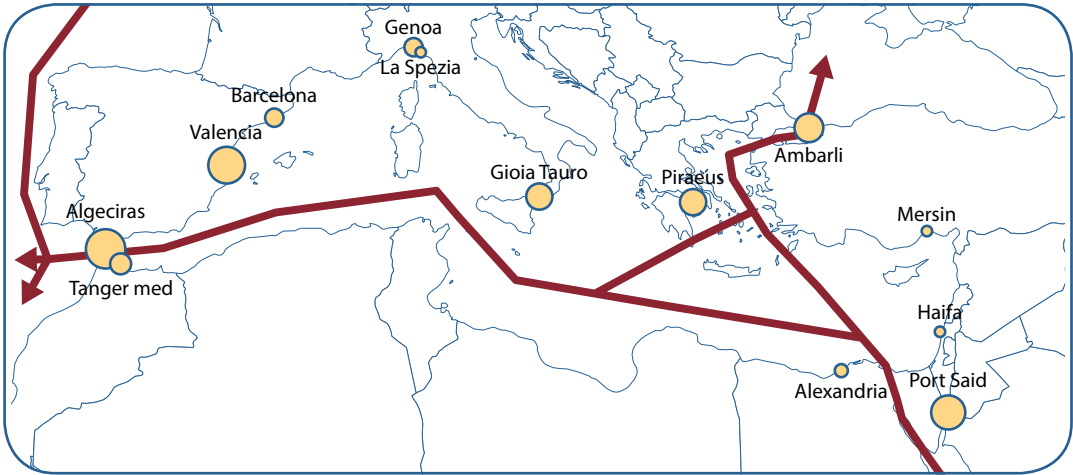 Genoa
La Spezia
Barcelona
Valencia
Ambarli
Gioia Tauro
Piraeus
Algeciras
Mersin
Tanger med
Haifa
Port Said
Alexandria